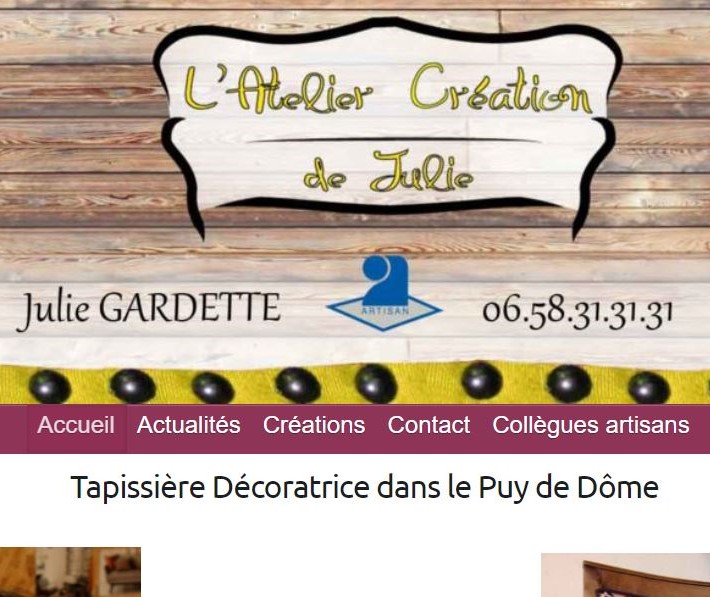 L'Atelier Création
de Julie
Julie GARDETTE
ARTISAN
06.58.31.31.31
Accueil Actualités Créations Contact Collègues artisans
Tapissière Décoratrice dans le Puy de Dôme